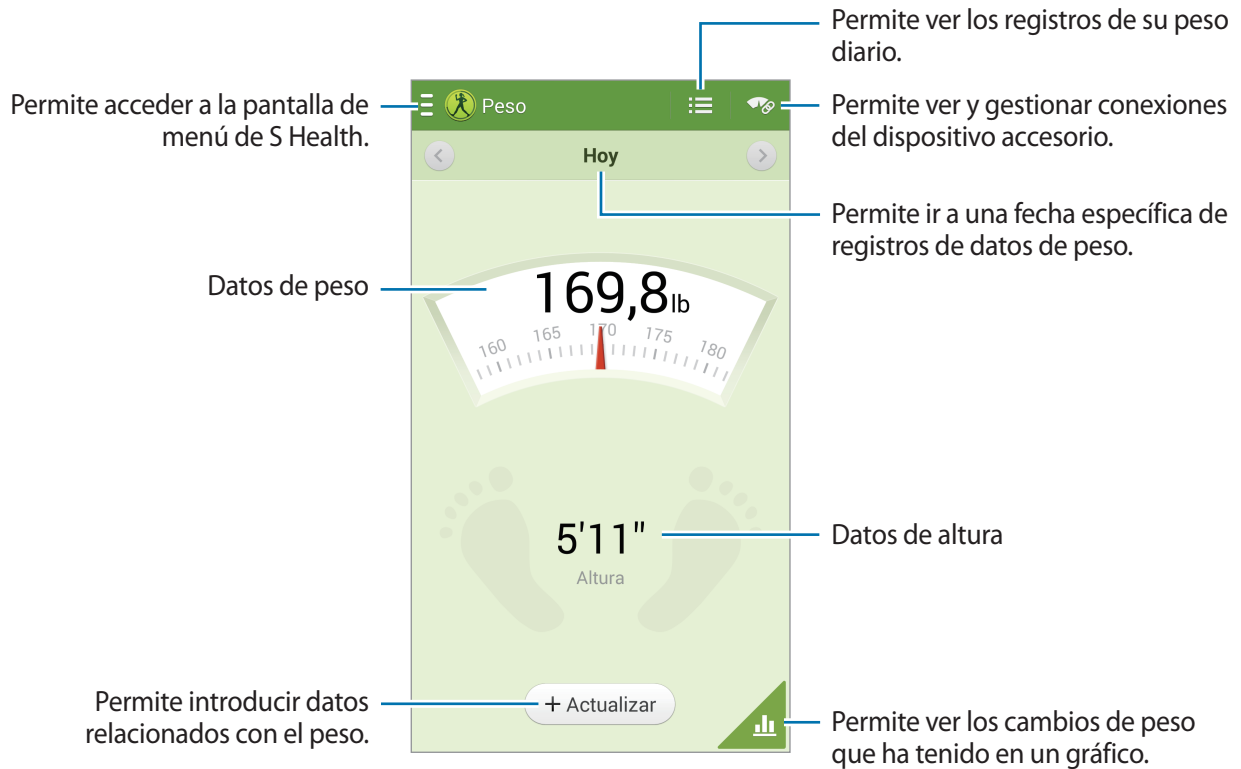 Permite ver los registros de su peso
diario.
Permite acceder a la pantalla de
menú de S Health.
Peso
Permite ver y gestionar conexiones
del dispositivo accesorio.
Hoy
Permite ir a una fecha específica de
registros de datos de peso.
Datos de peso
169,8lb
160 165 170 175 180
5'11"
Datos de altura
Altura
Permite introducir datos
relacionados con el peso.
+ Actualizar
Permite ver los cambios de peso
que ha tenido en un gráfico.